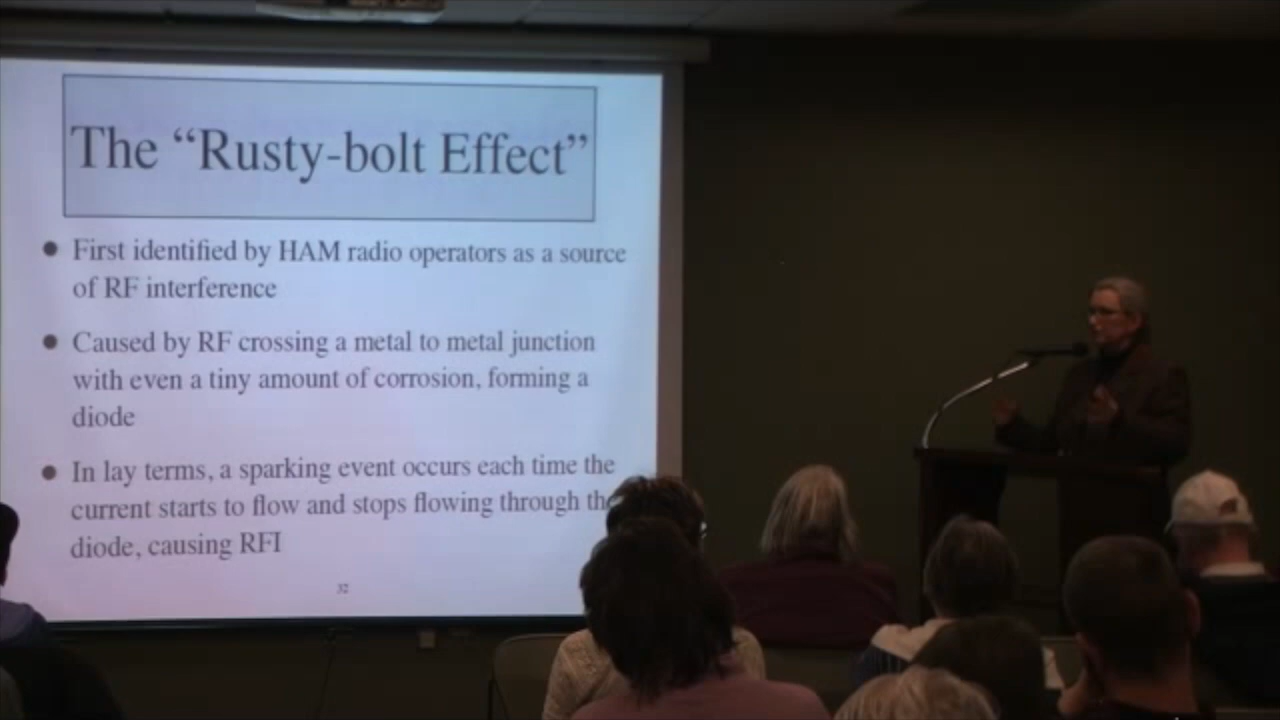 The “Rusty-bolt Effect”
● First identified by HAM radio operators as a source
of RF interference
● Caused by RF crossing a metal to metal junction
with even a tiny amount of corrosion, forming a
diode
● In lay terms, a sparking event occurs each time the
current starts to flow and stops flowing through the
diode, causing RFI
32